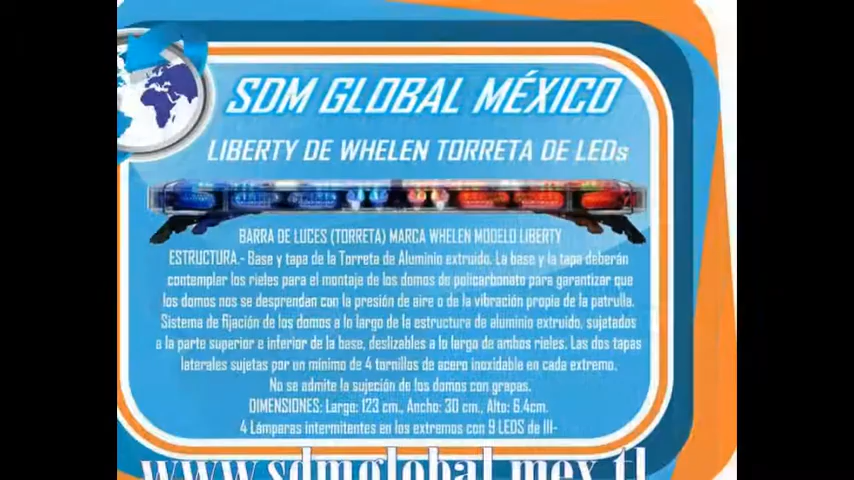 SDM GLOBAL MÉXICO
LIBERTY DE WHELEN TORRETA DE LEDs
BARRA DE LUCES (TORRETA) MARCA WHELEN MODELO LIBERTY
ESTRUCTURA.- Base y tapa de la Torreta de Aluminio extruido. La base y la tapa deberán
contemplar los rieles para el montaje de los domos de policarbonato para garantizar que
los domos nos se desprendan con la presión de aire o de la vibración propia de la patrulla.
Sistema de fijación de los domos a lo largo de la estructura de aluminio extruido, sujetados
a la parte superior e inferior de la base, deslizables a lo largo de ambos rieles. Las dos tapas
laterales sujetas por un mínimo de 4 tornillos de acero inoxidable en cada extremo.
No se admite la sujeción de los domos con grapas.
DIMENSIONES: Largo: 123 cm., Ancho: 30 cm., Alto: 6.4cm.
4 Lámparas intermitentes en los extremos con 9 LEDS de III-
www.sdmglobal.mex.tl